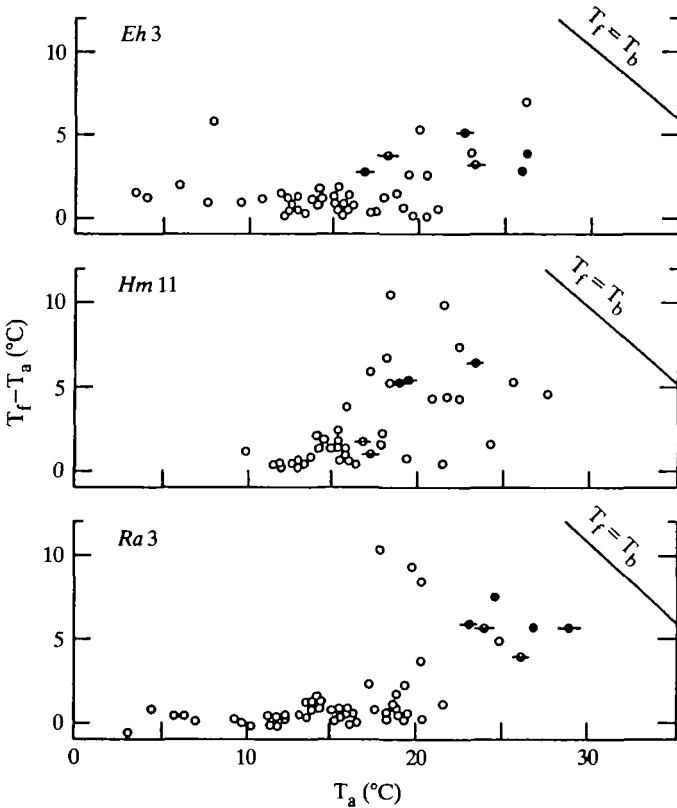 10
5
0
Eh 3
T_f = T_b
10
5
0
Hm 11
T_f = T_b
T_f – T_a (°C)
10
5
0
Ra 3
T_f = T_b
0 10 20 30
T_a (°C)